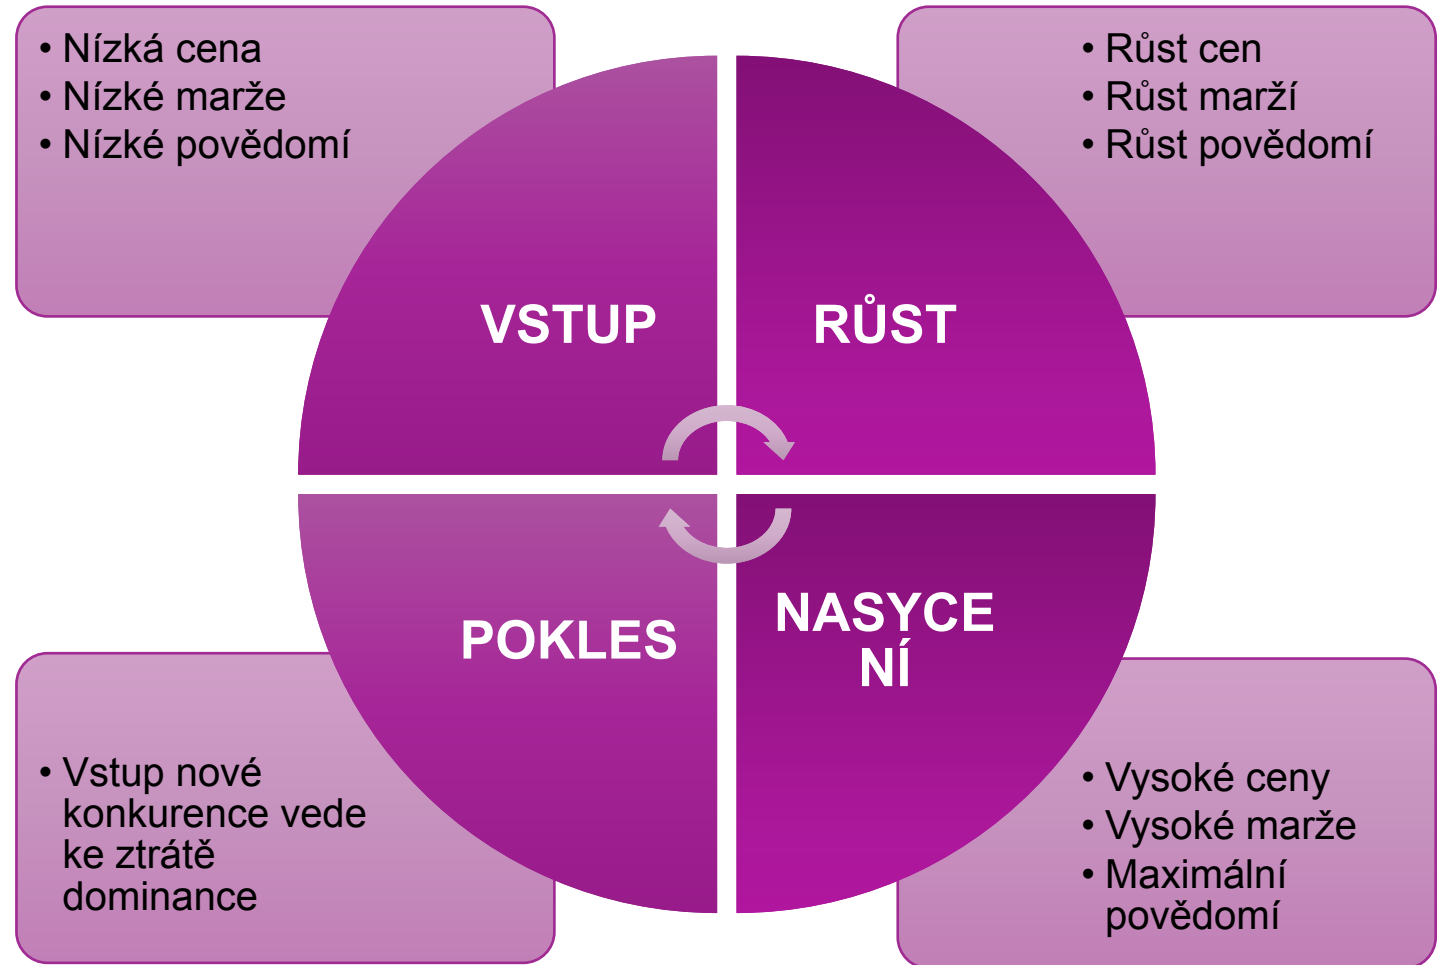 • Nízká cena
• Nízké marže
• Nízké povědomí
• Růst cen
• Růst marží
• Růst povědomí
VSTUP
RŮST
POKLES
NASYCE
NÍ
• Vstup nové
konkurence vede
ke ztrátě
dominance
• Vysoké ceny
• Vysoké marže
• Maximální
povědomí